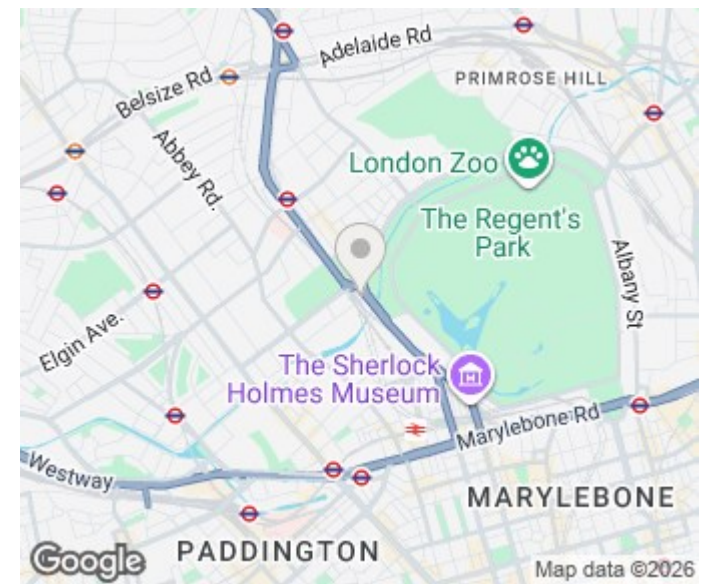 Adelaide Rd
PRIMROSE HILL
Belsize Rd
Abbey Rd.
London Zoo
The Regent's
Park
Albany St
Elgin Ave.
The Sherlock
Holmes Museum
Marylebone Rd
Westway
MARYLEBONE
PADDINGTON
Google
Map data ©2026